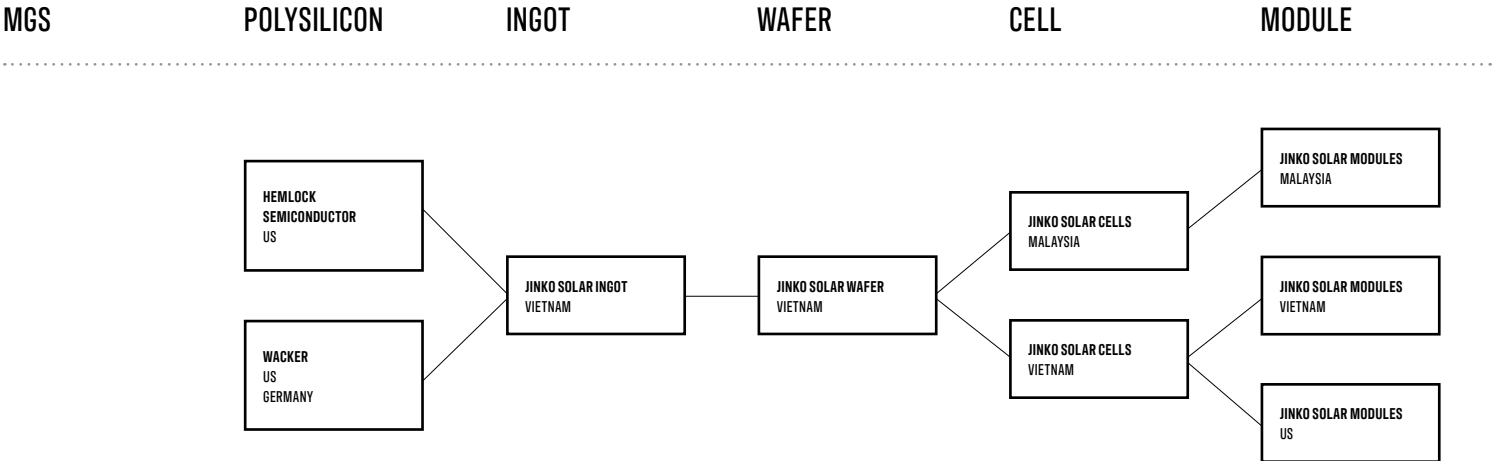 MGS
POLYSILICON
INGOT
WAFER
CELL
MODULE
HEMLOCK
SEMICONDUCTOR
US
WACKER
US
GERMANY
JINKO SOLAR INGOT
VIETNAM
JINKO SOLAR WAFER
VIETNAM
JINKO SOLAR CELLS
MALAYSIA
JINKO SOLAR CELLS
VIETNAM
JINKO SOLAR MODULES
MALAYSIA
JINKO SOLAR MODULES
VIETNAM
JINKO SOLAR MODULES
US